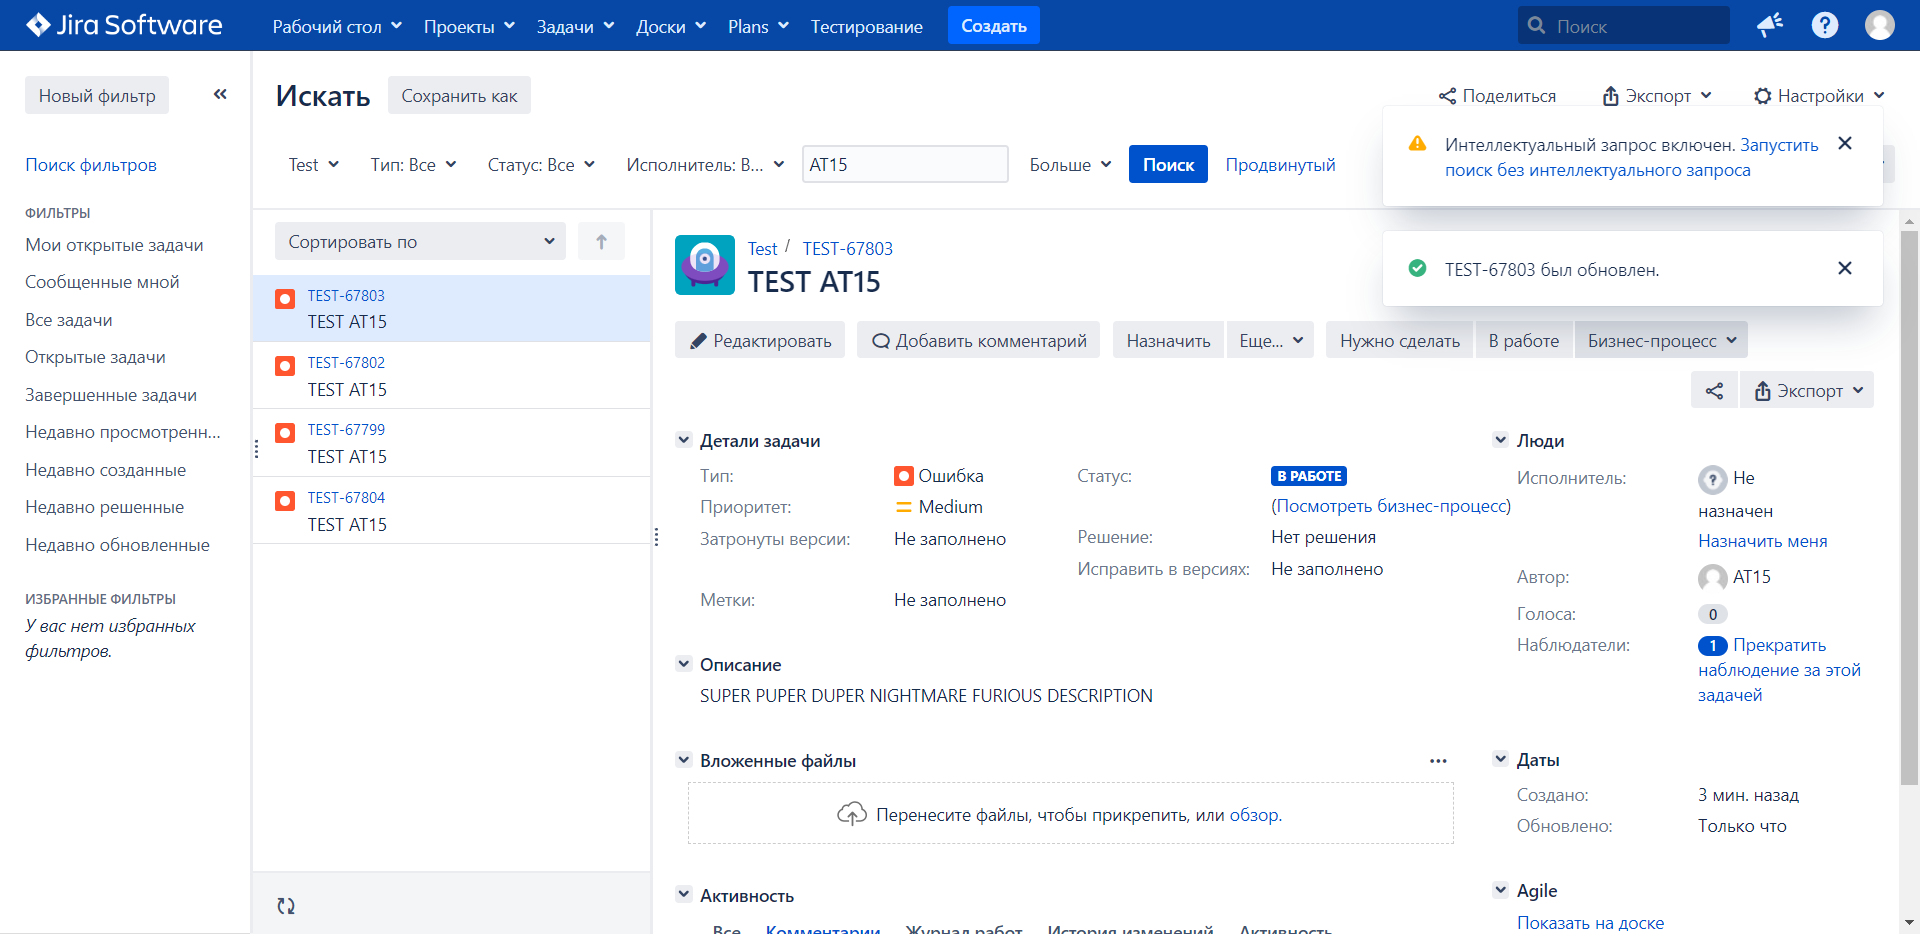 Jira Software
Рабочий стол
Проекты
Задачи
Доски
Plans
Тестирование
Создать
Поиск
Новый фильтр
Поиск фильтров
ФИЛЬТРЫ
Мои открытые задачи
Сообщенные мной
Все задачи
Открытые задачи
Завершенные задачи
Недавно просмотренн...
Недавно созданные
Недавно решенные
Недавно обновленные
ИЗБРАННЫЕ ФИЛЬТРЫ
У вас нет избранных
фильтров.
Искать
Сохранить как
Поделиться
Экспорт
Настройки
Test
Тип: Все
Статус: Все
Исполнитель: В...
AT15
Больше
Поиск
Продвинутый
Интеллектуальный запрос включен. Запустить
поиск без интеллектуального запроса
TEST-67803 был обновлен.
Сортировать по
TEST-67803
TEST AT15
TEST-67802
TEST AT15
TEST-67799
TEST AT15
TEST-67804
TEST AT15
Test / TEST-67803
TEST AT15
Редактировать
Добавить комментарий
Назначить
Еще...
Нужно сделать
В работе
Бизнес-процесс
Экспорт
Детали задачи
Тип: Ошибка
Приоритет: Medium
Затронуты версии: Не заполнено
Метки: Не заполнено
Статус: В РАБОТЕ
(Посмотреть бизнес-процесс)
Решение: Нет решения
Исправить в версиях: Не заполнено
Описание
SUPER PUPER DUPER NIGHTMARE FURIOUS DESCRIPTION
Вложенные файлы
Перенесите файлы, чтобы прикрепить, или обзор.
Активность
Все
Комментарии
Журнал работ
История изменений
Активность
Люди
Исполнитель: Не
назначен
Назначить меня
Автор: AT15
Голоса: 0
Наблюдатели: 1 Прекратить
наблюдение за этой
задачей
Даты
Создано: 3 мин. назад
Обновлено: Только что
Agile
Показать на доске